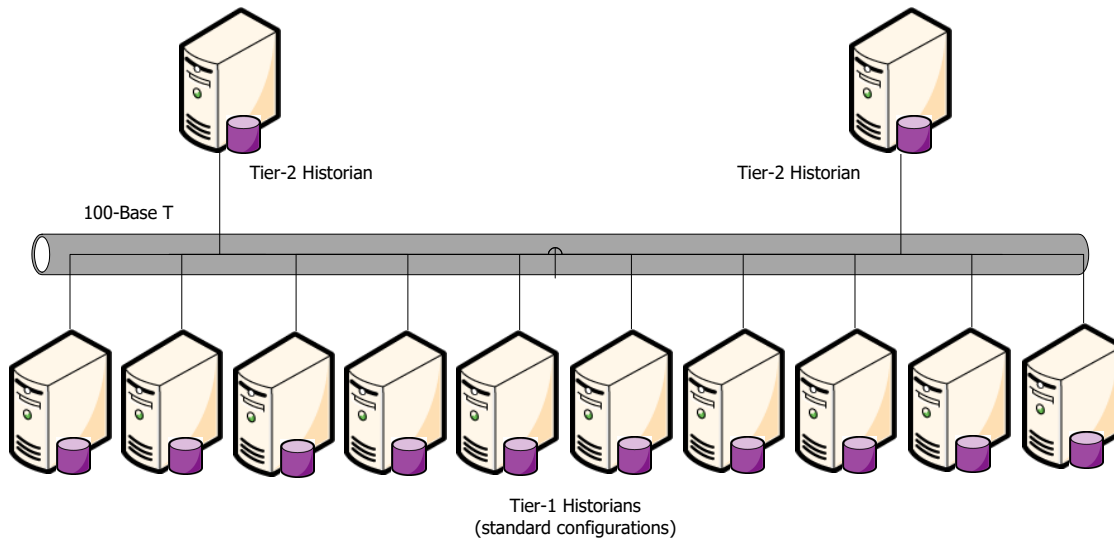 Tier-2 Historian
Tier-2 Historian
100-Base T
Tier-1 Historians
(standard configurations)